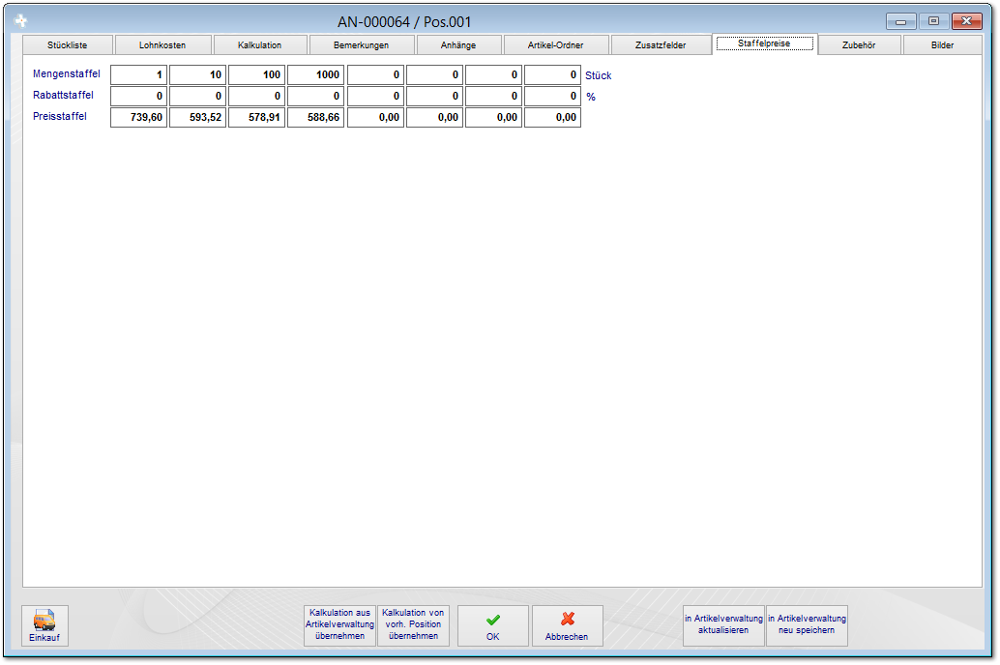 AN-000064 / Pos.001
Stückliste Lohnkosten Kalkulation Bemerkungen Anhänge Artikel-Ordner Zusatzfelder Staffelpreise Zubehör Bilder
Mengenstaffel 1 10 100 1000 0 0 0 0 Stück
Rabattstaffel 0 0 0 0 0 0 0 0 %
Preisstaffel 739,60 593,52 578,91 588,66 0,00 0,00 0,00 0,00
Einkauf
Kalkulation aus
Artikelverwaltung
übernehmen
Kalkulation von
vorh. Position
übernehmen
OK
Abbrechen
in Artikelverwaltung
aktualisieren
in Artikelverwaltung
neu speichern